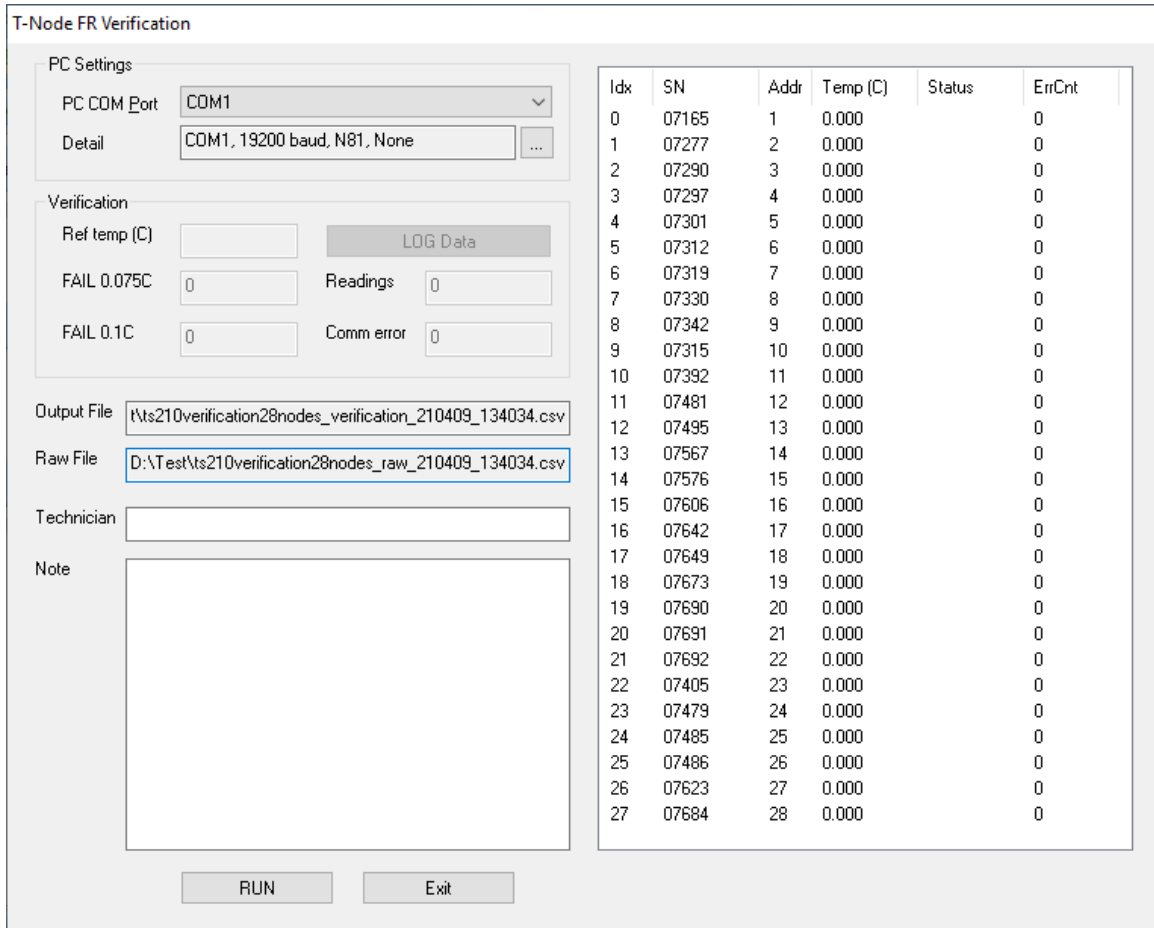 T-Node FR Verification
PC Settings
PC COM Port COM1
Detail COM1, 19200 baud, N81, None ...
Verification
Ref temp (C) LOG Data
FAIL 0.075C 0 Readings 0
FAIL 0.1C 0 Comm error 0
Output File t\ts210verification28nodes_verification_210409_134034.csv
Raw File D:\Test\ts210verification28nodes_raw_210409_134034.csv
Technician
Note
RUN Exit
Idx SN Addr Temp (C) Status ErrCnt
0 07165 1 0.000 0
1 07277 2 0.000 0
2 07290 3 0.000 0
3 07297 4 0.000 0
4 07301 5 0.000 0
5 07312 6 0.000 0
6 07319 7 0.000 0
7 07330 8 0.000 0
8 07342 9 0.000 0
9 07315 10 0.000 0
10 07392 11 0.000 0
11 07481 12 0.000 0
12 07495 13 0.000 0
13 07567 14 0.000 0
14 07576 15 0.000 0
15 07606 16 0.000 0
16 07642 17 0.000 0
17 07649 18 0.000 0
18 07673 19 0.000 0
19 07690 20 0.000 0
20 07691 21 0.000 0
21 07692 22 0.000 0
22 07405 23 0.000 0
23 07479 24 0.000 0
24 07485 25 0.000 0
25 07486 26 0.000 0
26 07623 27 0.000 0
27 07684 28 0.000 0